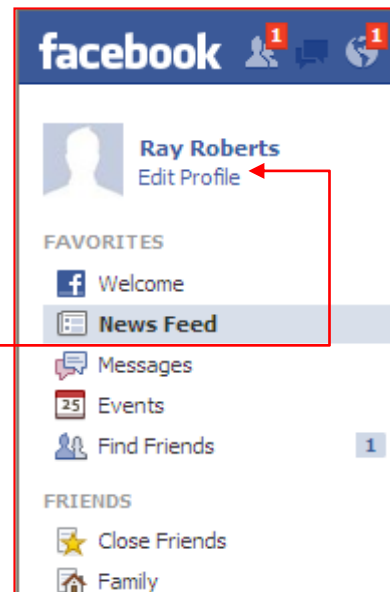 facebook 1 1
Ray Roberts
Edit Profile
FAVORITES
f Welcome
News Feed
Messages
25 Events
Find Friends 1
FRIENDS
Close Friends
Family